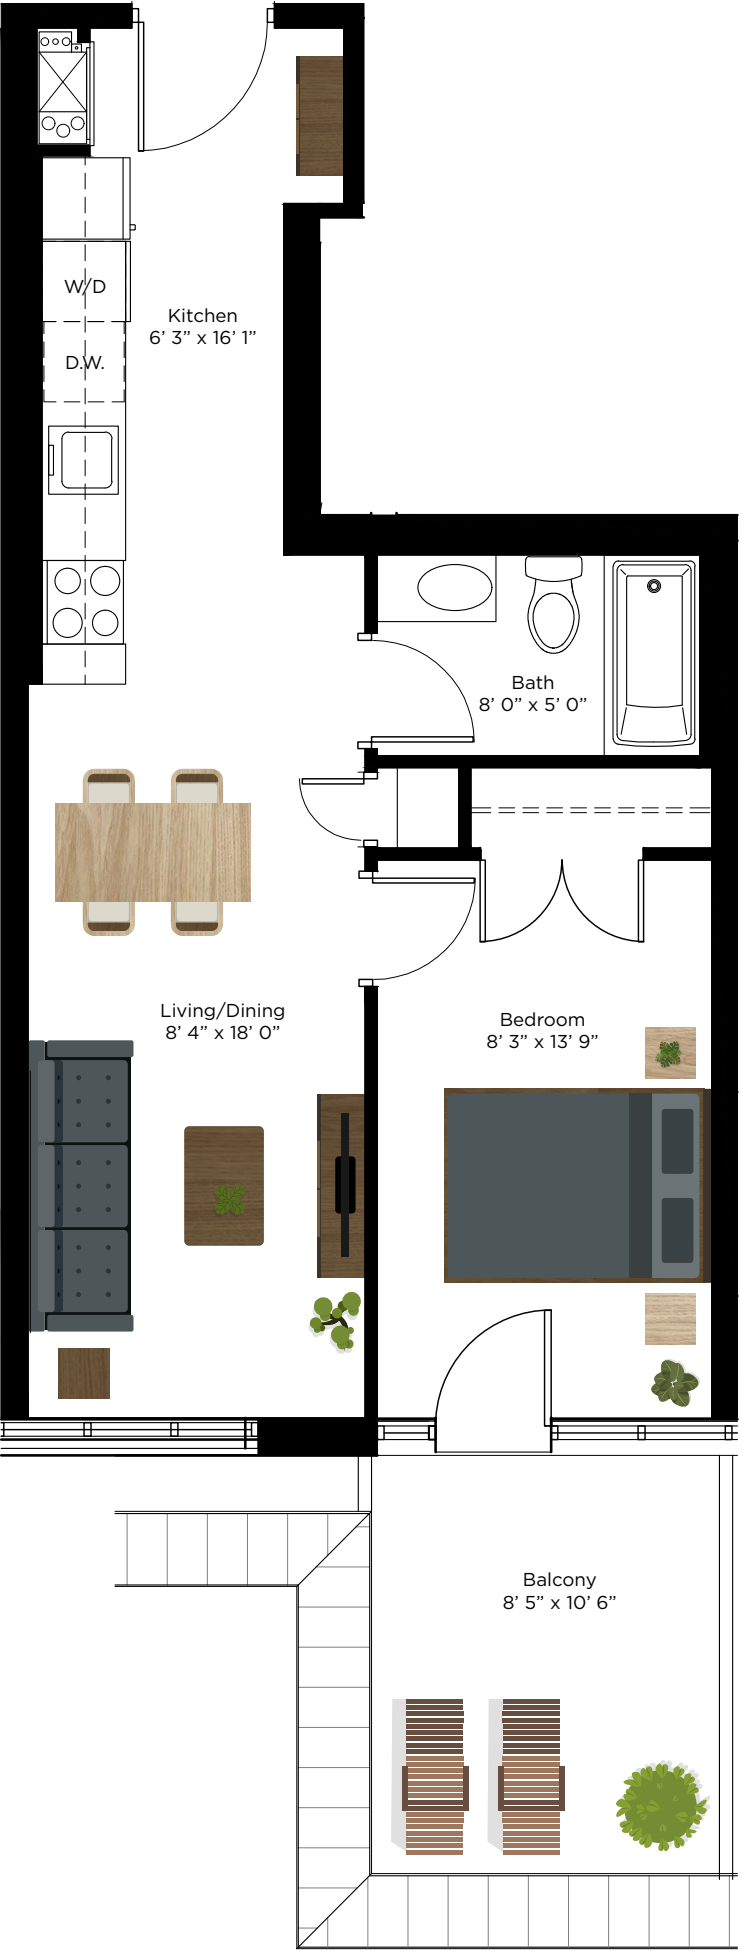 W/D
Kitchen
6’ 3” x 16’ 1”
D.W.
Bath
8’ 0” x 5’ 0”
Living/Dining
8’ 4” x 18’ 0”
Bedroom
8’ 3” x 13’ 9”
Balcony
8’ 5” x 10’ 6”